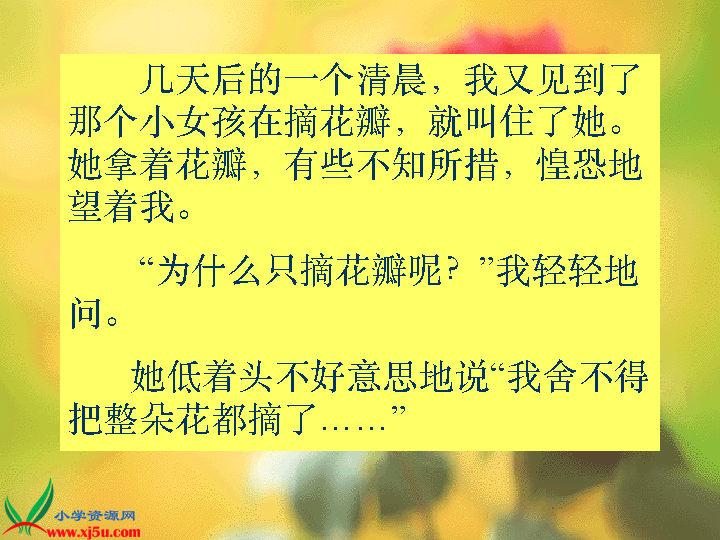 几天后的一个清晨，我又见到了
那个小女孩在摘花瓣，就叫住了她。
她拿着花瓣，有些不知所措，惶恐地
望着我。
“为什么只摘花瓣呢？”我轻轻地
问。
她低着头不好意思地说“我舍不得
把整朵花都摘了……”
小学资源网
www.xj5u.com